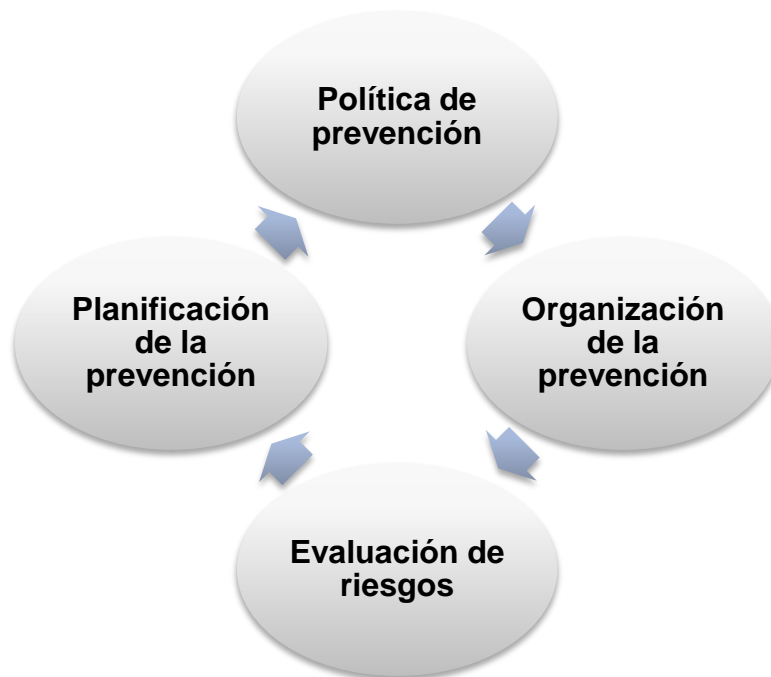 Política de
prevención
Organización
de la
prevención
Evaluación de
riesgos
Planificación
de la
prevención